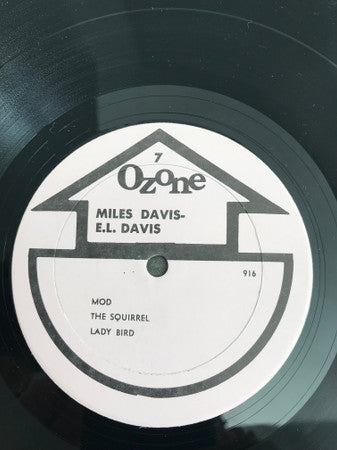 7
Ozone
MILES DAVIS-
E.L. DAVIS
916
MOD
THE SQUIRREL
LADY BIRD